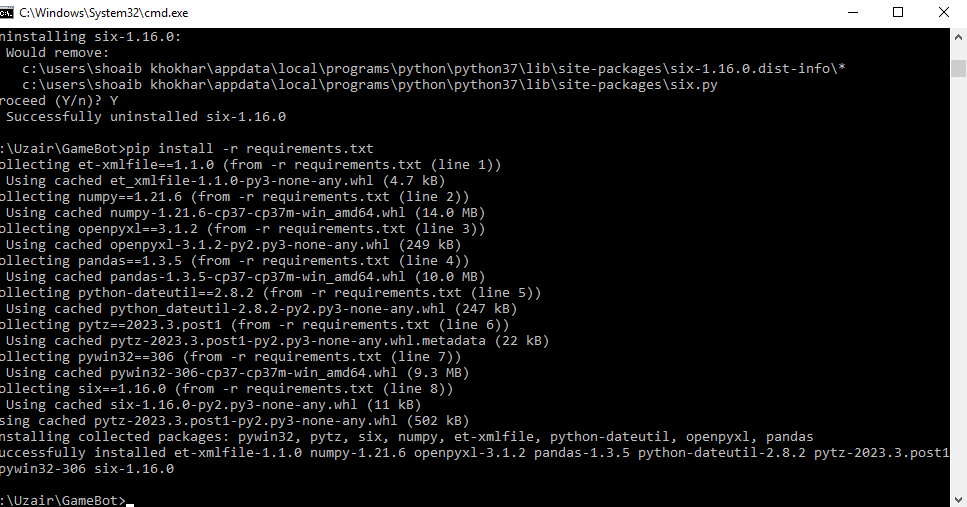 C:\Windows\System32\cmd.exe
ninstalling six-1.16.0:
Would remove:
c:\users\shoaib khokhar\appdata\local\programs\python\python37\lib\site-packages\six-1.16.0.dist-info\*
c:\users\shoaib khokhar\appdata\local\programs\python\python37\lib\site-packages\six.py
roceed (Y/n)? Y
Successfully uninstalled six-1.16.0
:\Uzair\GameBot>pip install -r requirements.txt
ollecting et-xmlfile==1.1.0 (from -r requirements.txt (line 1))
Using cached et_xmlfile-1.1.0-py3-none-any.whl (4.7 kB)
ollecting numpy==1.21.6 (from -r requirements.txt (line 2))
Using cached numpy-1.21.6-cp37-cp37m-win_amd64.whl (14.0 MB)
ollecting openpyxl==3.1.2 (from -r requirements.txt (line 3))
Using cached openpyxl-3.1.2-py2.py3-none-any.whl (249 kB)
ollecting pandas==1.3.5 (from -r requirements.txt (line 4))
Using cached pandas-1.3.5-cp37-cp37m-win_amd64.whl (10.0 MB)
ollecting python-dateutil==2.8.2 (from -r requirements.txt (line 5))
Using cached python_dateutil-2.8.2-py2.py3-none-any.whl (247 kB)
ollecting pytz==2023.3.post1 (from -r requirements.txt (line 6))
Using cached pytz-2023.3.post1-py2.py3-none-any.whl.metadata (22 kB)
ollecting pywin32==306 (from -r requirements.txt (line 7))
Using cached pywin32-306-cp37-cp37m-win_amd64.whl (9.3 MB)
ollecting six==1.16.0 (from -r requirements.txt (line 8))
Using cached six-1.16.0-py2.py3-none-any.whl (11 kB)
sing cached pytz-2023.3.post1-py2.py3-none-any.whl (502 kB)
nstalling collected packages: pywin32, pytz, six, numpy, et-xmlfile, python-dateutil, openpyxl, pandas
uccessfully installed et-xmlfile-1.1.0 numpy-1.21.6 openpyxl-3.1.2 pandas-1.3.5 python-dateutil-2.8.2 pytz-2023.3.post1
pywin32-306 six-1.16.0
:\Uzair\GameBot>